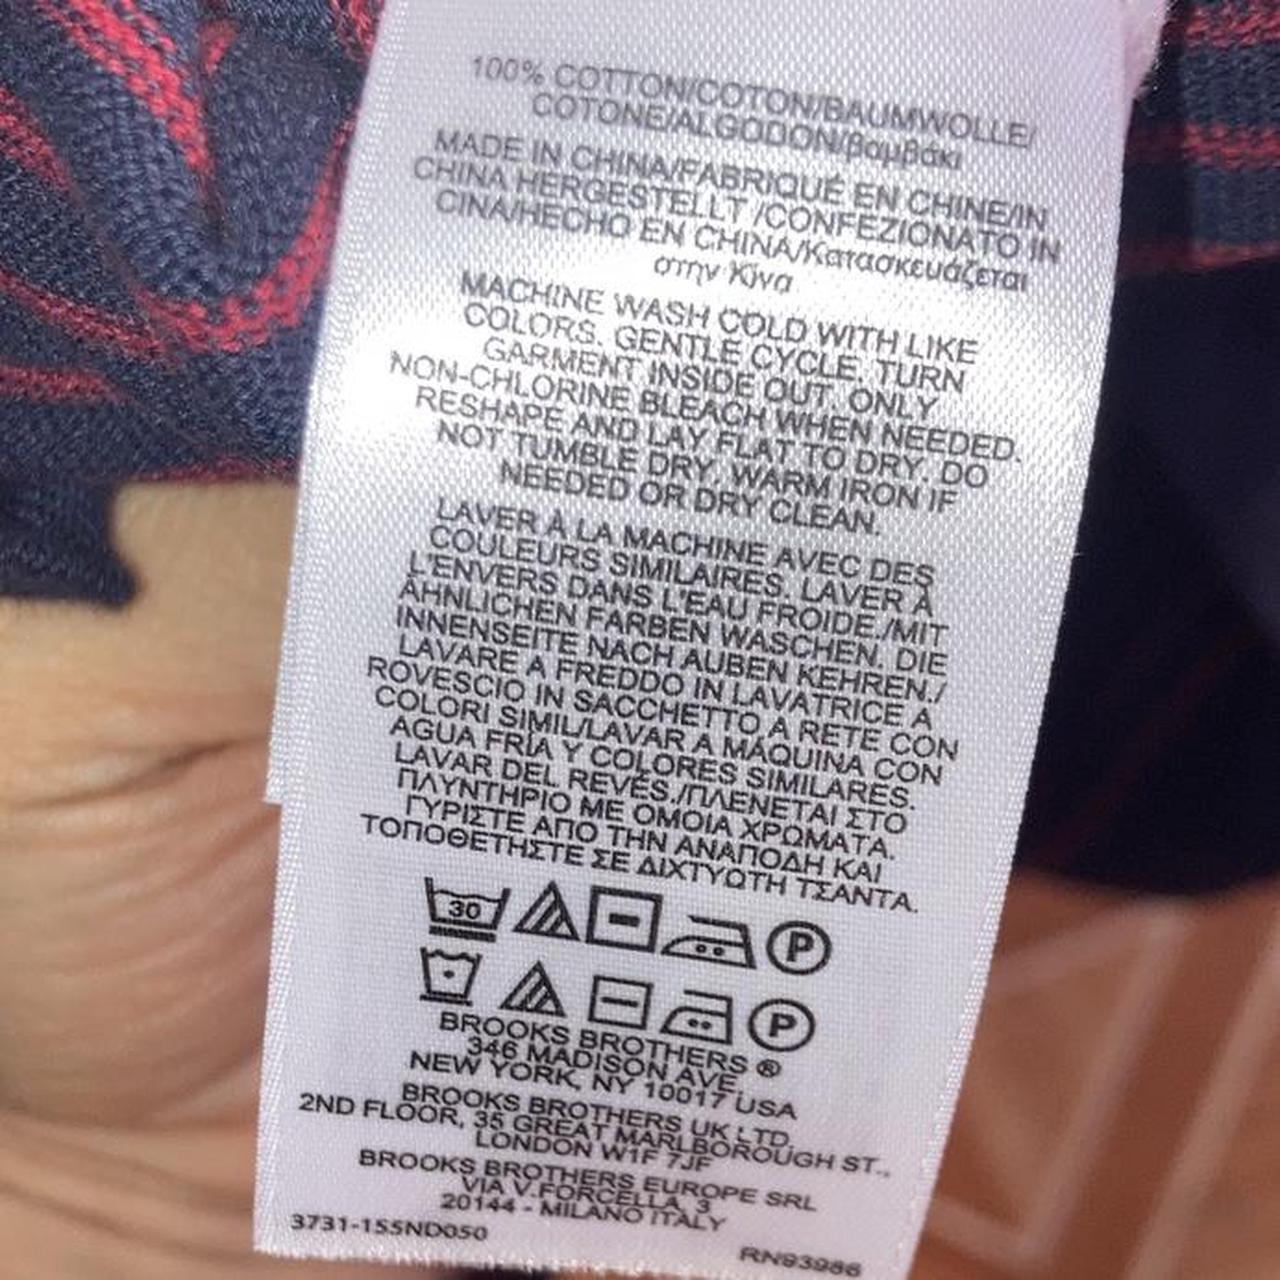 100% COTTON/COTON/BAUMWOLLE/
COTONE/ALGODON/βαμβάκι
MADE IN CHINA/FABRIQUÉ EN CHINE/IN
CHINA HERGESTELLT /CONFEZIONATO IN
CINA/HECHO EN CHINA/Κατασκευάζεται
στην Κίνα
MACHINE WASH COLD WITH LIKE
COLORS. GENTLE CYCLE. TURN
GARMENT INSIDE OUT. ONLY
NON-CHLORINE BLEACH WHEN NEEDED.
RESHAPE AND LAY FLAT TO DRY. DO
NOT TUMBLE DRY. WARM IRON IF
NEEDED OR DRY CLEAN.
LAVER À LA MACHINE AVEC DES
COULEURS SIMILAIRES. LAVER À
L'ENVERS DANS L'EAU FROIDE./MIT
ÄHNLICHEN FARBEN WASCHEN. DIE
INNENSEITE NACH AUBEN KEHREN./
LAVARE A FREDDO IN LAVATRICE A
ROVESCIO IN SACCHETTO A RETE CON
COLORI SIMIL/LAVAR A MÁQUINA CON
AGUA FRÍA Y COLORES SIMILARES.
LAVAR DEL REVÉS./ΠΛΕΝΕΤΑΙ ΣΤΟ
ΠΛΥΝΤΗΡΙΟ ΜΕ ΟΜΟΙΑ ΧΡΩΜΑΤΑ.
ΓΥΡΙΣΤΕ ΑΠΟ ΤΗΝ ΑΝΑΠΟΔΗ ΚΑΙ
ΤΟΠΟΘΕΤΗΣΤΕ ΣΕ ΔΙΧΤΥΩΤΗ ΤΣΑΝΤΑ.
30 P
P
BROOKS BROTHERS ®
346 MADISON AVE.
NEW YORK, NY 10017 USA
BROOKS BROTHERS UK LTD.
2ND FLOOR, 35 GREAT MARLBOROUGH ST.,
LONDON W1F 7JF
BROOKS BROTHERS EUROPE SRL
VIA V.FORCELLA, 3
20144 - MILANO ITALY
3731-155ND050
RN93986